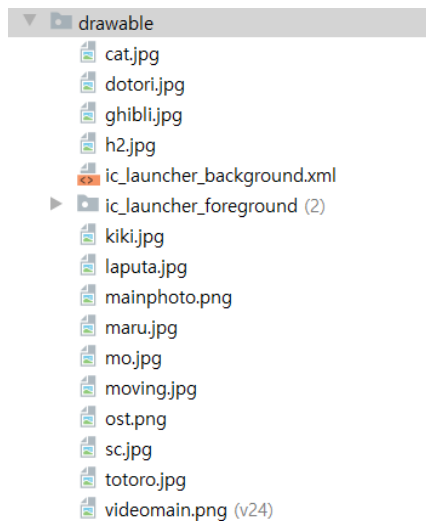 drawable
cat.jpg
dotori.jpg
ghibli.jpg
h2.jpg
ic_launcher_background.xml
ic_launcher_foreground (2)
kiki.jpg
laputa.jpg
mainphoto.png
maru.jpg
mo.jpg
moving.jpg
ost.png
sc.jpg
totoro.jpg
videomain.png (v24)